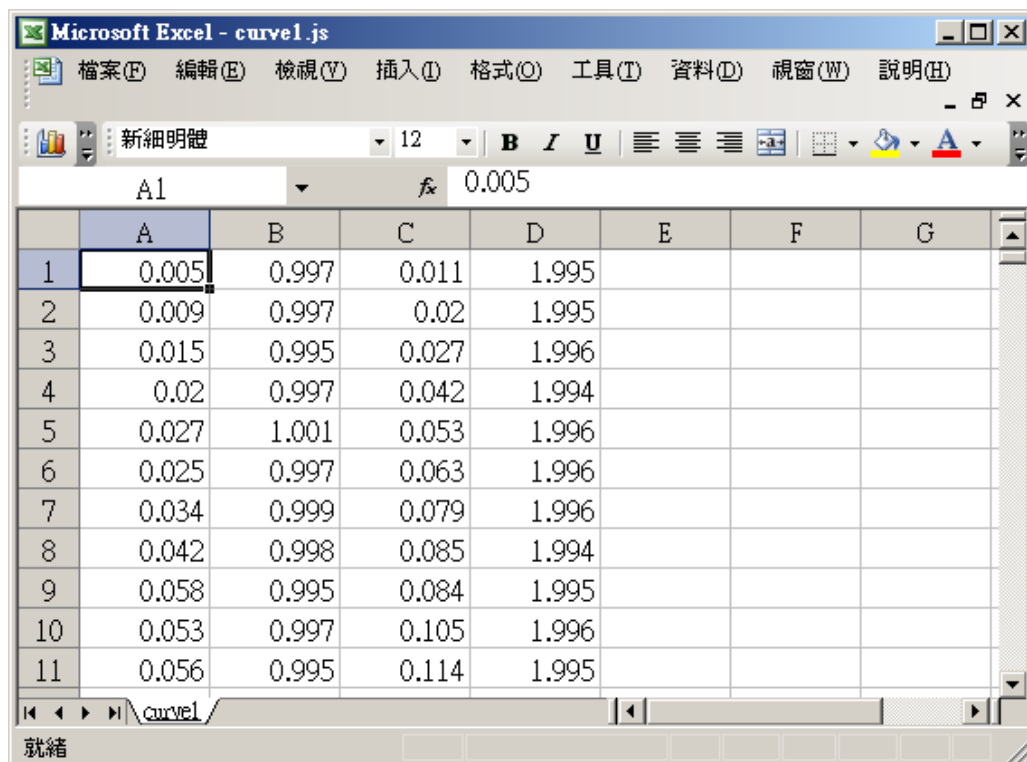 Microsoft Excel - curve1.js
檔案(F) 編輯(E) 檢視(V) 插入(I) 格式(O) 工具(T) 資料(D) 視窗(W) 說明(H)
新細明體 12 B I U A
A1 fx 0.005
A B C D E F G
1 0.005 0.997 0.011 1.995
2 0.009 0.997 0.02 1.995
3 0.015 0.995 0.027 1.996
4 0.02 0.997 0.042 1.994
5 0.027 1.001 0.053 1.996
6 0.025 0.997 0.063 1.996
7 0.034 0.999 0.079 1.996
8 0.042 0.998 0.085 1.994
9 0.058 0.995 0.084 1.995
10 0.053 0.997 0.105 1.996
11 0.056 0.995 0.114 1.995
curve1
就緒